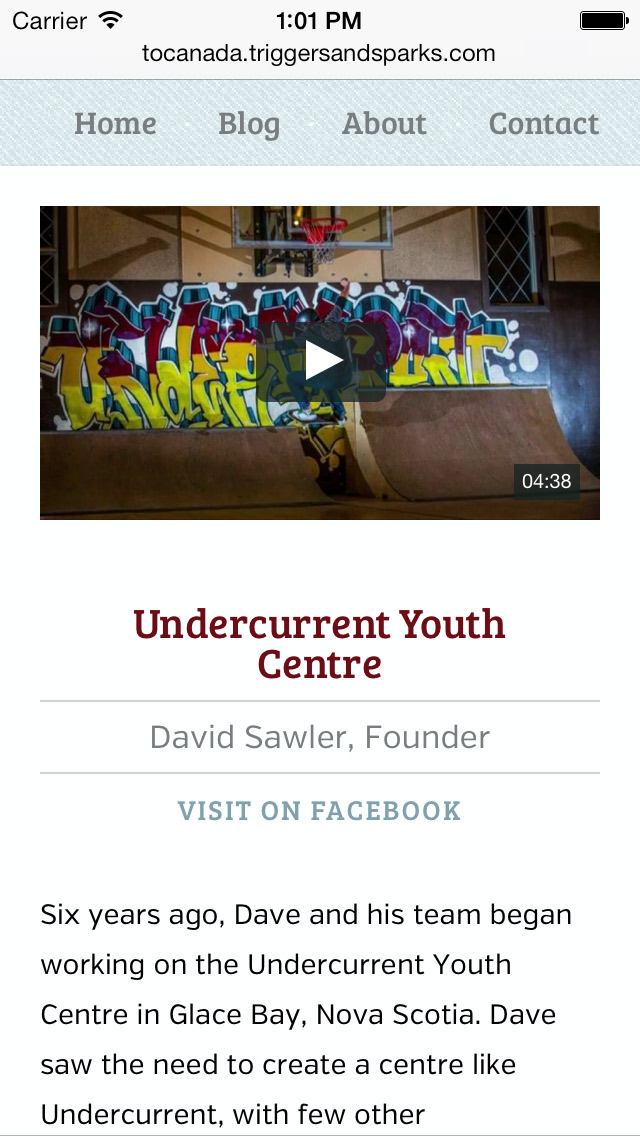 Carrier 1:01 PM
tocanada.triggersandsparks.com
Home Blog About Contact
04:38
Undercurrent Youth
Centre
David Sawler, Founder
VISIT ON FACEBOOK
Six years ago, Dave and his team began
working on the Undercurrent Youth
Centre in Glace Bay, Nova Scotia. Dave
saw the need to create a centre like
Undercurrent, with few other